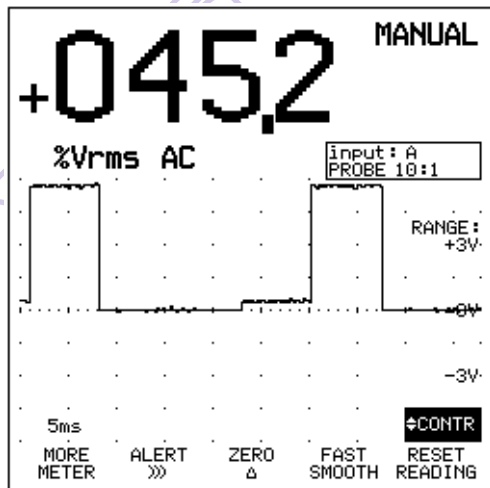 MANUAL
+045,2
%Vrms AC
input: A
PROBE 10:1
RANGE:
+3V
0V
-3V
5ms
CONTR
MORE METER
ALERT
ZERO
Δ
FAST SMOOTH
RESET READING